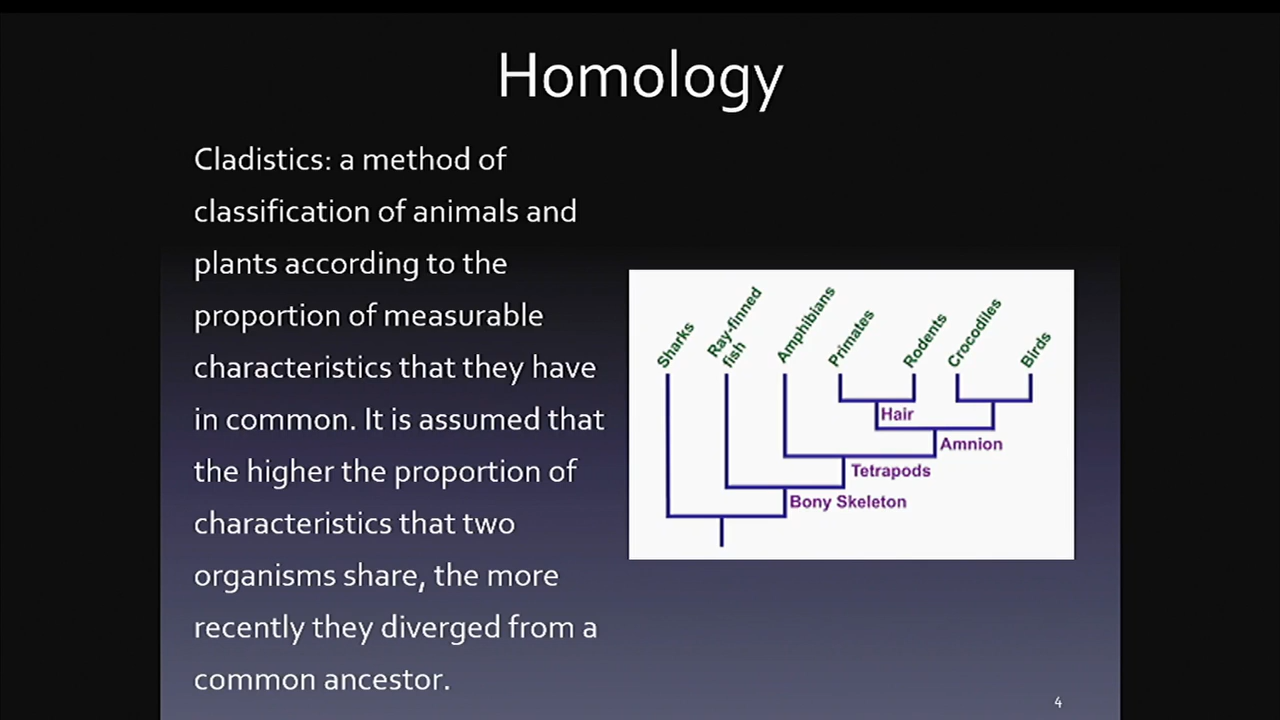 Homology
Cladistics: a method of
classification of animals and
plants according to the
proportion of measurable
characteristics that they have
in common. It is assumed that
the higher the proportion of
characteristics that two
organisms share, the more
recently they diverged from a
common ancestor.
Sharks
Ray-finned
fish
Amphibians
Primates
Rodents
Crocodiles
Birds
Hair
Amnion
Tetrapods
Bony Skeleton
4